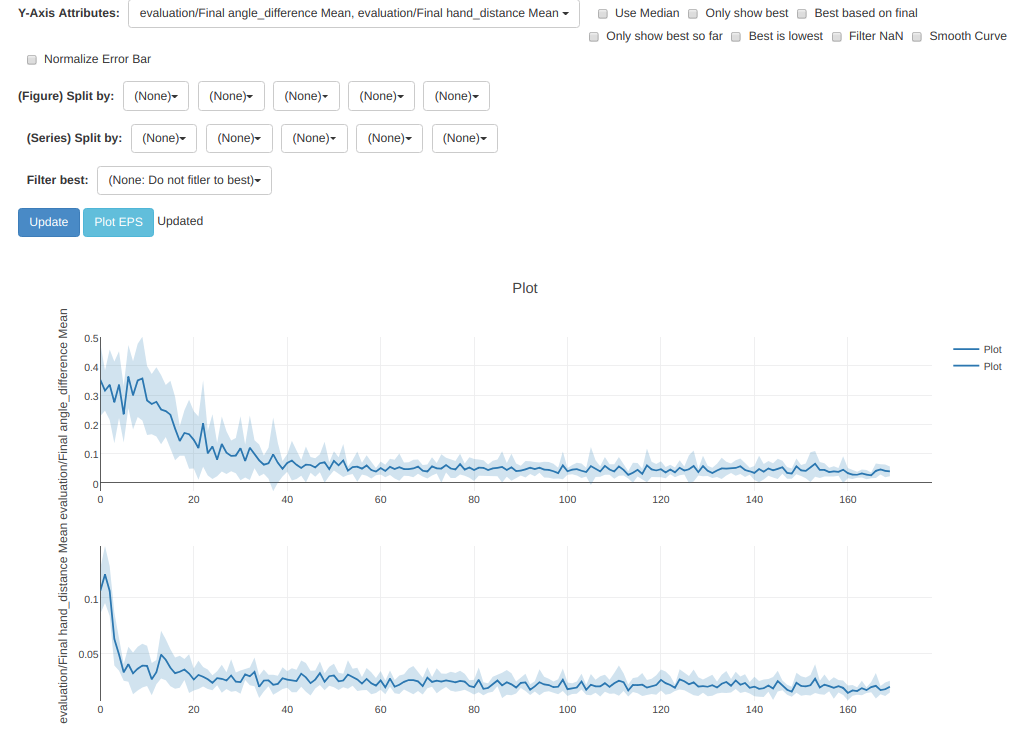 Y-Axis Attributes: evaluation/Final angle_difference Mean, evaluation/Final hand_distance Mean Use Median Only show best Best based on final
Only show best so far Best is lowest Filter NaN Smooth Curve
Normalize Error Bar
(Figure) Split by: (None) (None) (None) (None) (None)
(Series) Split by: (None) (None) (None) (None) (None)
Filter best: (None: Do not fitler to best)
Update Plot EPS Updated
Plot
evaluation/Final angle_difference Mean
0.5
0.4
0.3
0.2
0.1
0
0 20 40 60 80 100 120 140 160
Plot
Plot
evaluation/Final hand_distance Mean
0.1
0.05
0 20 40 60 80 100 120 140 160